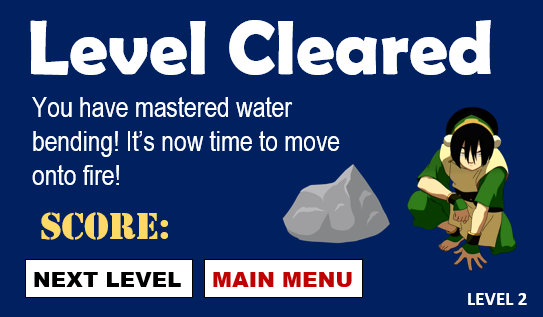 Level Cleared
You have mastered water
bending! It’s now time to move
onto fire!
SCORE:
NEXT LEVEL
MAIN MENU
LEVEL 2